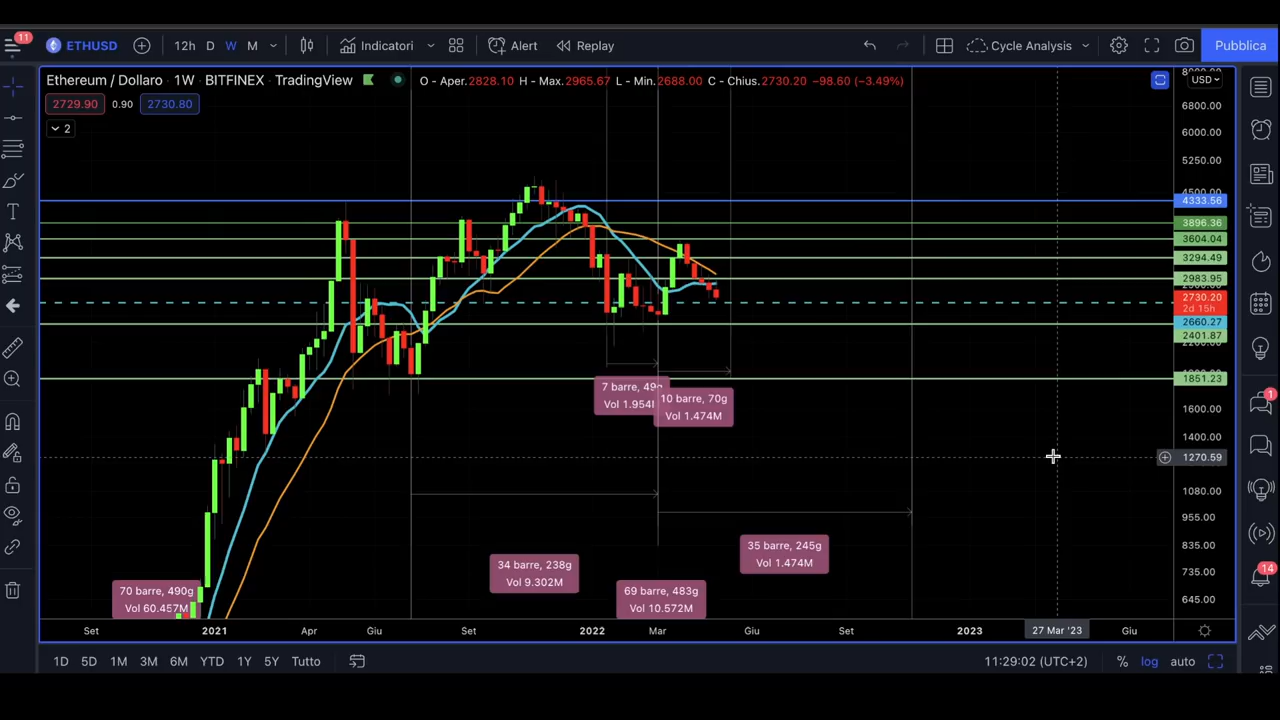 11
ETHUSD
12h D W M
Indicatori
Alert
Replay
Cycle Analysis
Pubblica
Ethereum / Dollaro · 1W · BITFINEX · TradingView
O - Aper.2828.10 H - Max.2965.67 L - Min.2688.00 C - Chius.2730.20 −98.60 (−3.49%)
USD
2729.90 0.90 2730.80
2
6800.00
6000.00
5250.00
4333.56
3896.36
3604.04
3294.49
2983.95
2730.20
2d 15h
2660.27
2401.87
1851.23
1600.00
1400.00
1270.59
1080.00
955.00
835.00
735.00
645.00
7 barre, 49g
Vol 1.954M
10 barre, 70g
Vol 1.474M
35 barre, 245g
Vol 1.474M
34 barre, 238g
Vol 9.302M
70 barre, 490g
Vol 60.457M
69 barre, 483g
Vol 10.572M
1
14
Set 2021 Apr Giu Set 2022 Mar Giu Set 2023 27 Mar '23 Giu
1D 5D 1M 3M 6M YTD 1Y 5Y Tutto
11:29:02 (UTC+2) % log auto